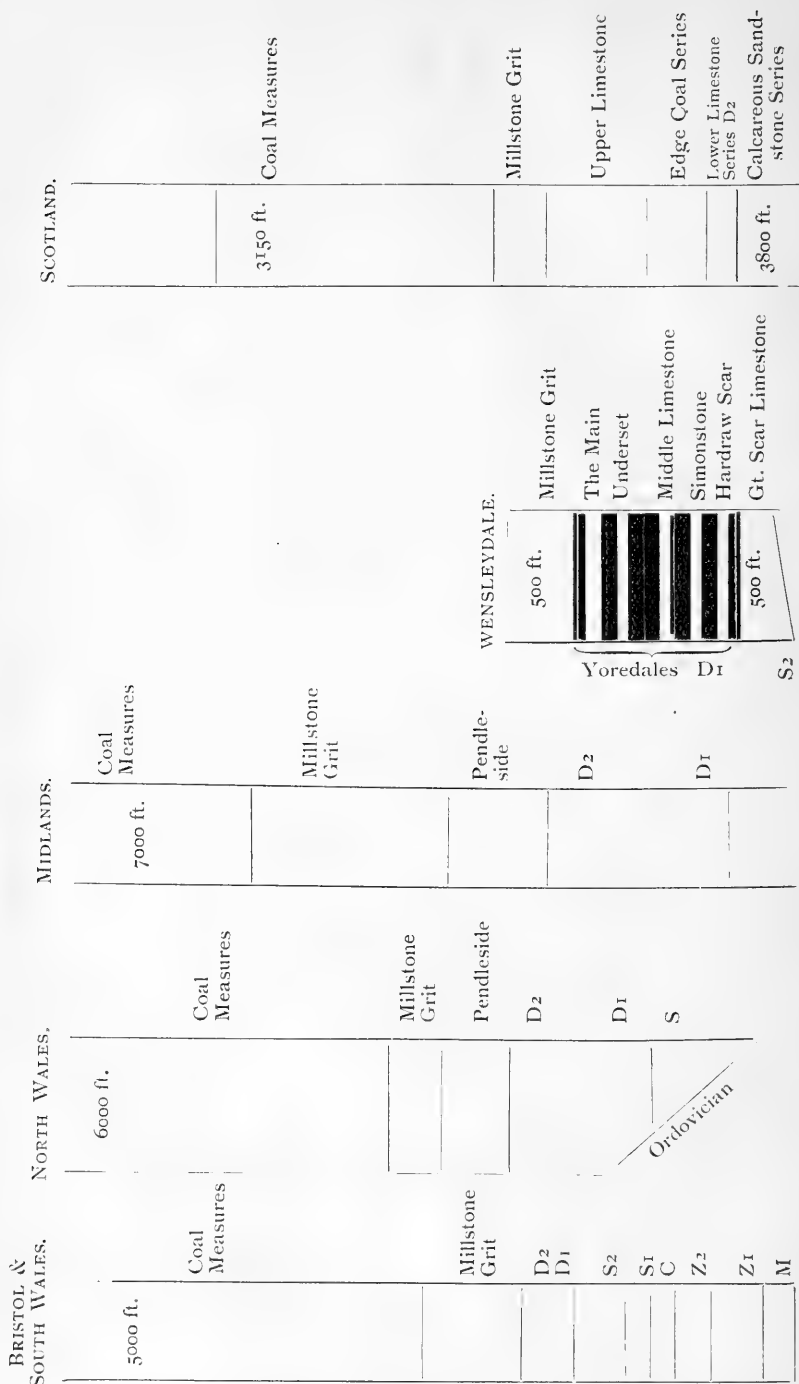 BRISTOL &
SOUTH WALES.
5000 ft.
Coal
Measures
Millstone
Grit
D2
D1
S2
S1
C
Z2
Z1
M
NORTH WALES.
6000 ft.
Coal
Measures
Millstone
Grit
Pendleside
D2
D1
S
Ordovician
MIDLANDS.
7000 ft.
Coal
Measures
Millstone
Grit
Pendle-
side
D2
D1
WENSLEYDALE.
500 ft.
Millstone Grit
The Main
Underset
Middle Limestone
Simonstone
Hardraw Scar
Yoredales D1
500 ft.
Gt. Scar Limestone
S2
SCOTLAND.
3150 ft.
Coal Measures
Millstone Grit
Upper Limestone
Edge Coal Series
Lower Limestone
Series D2
3800 ft.
Calcareous Sand-
stone Series